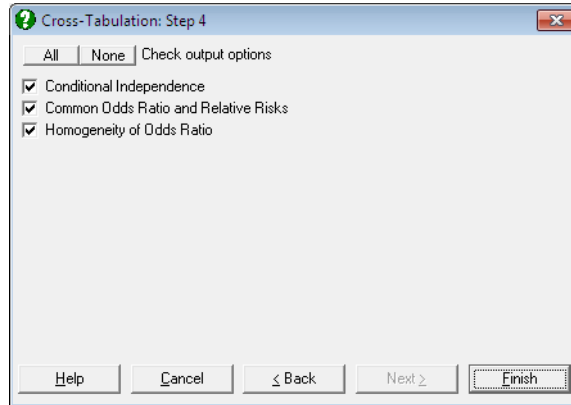 Cross-Tabulation: Step 4
All None Check output options
Conditional Independence
Common Odds Ratio and Relative Risks
Homogeneity of Odds Ratio
Help Cancel < Back Next > Finish